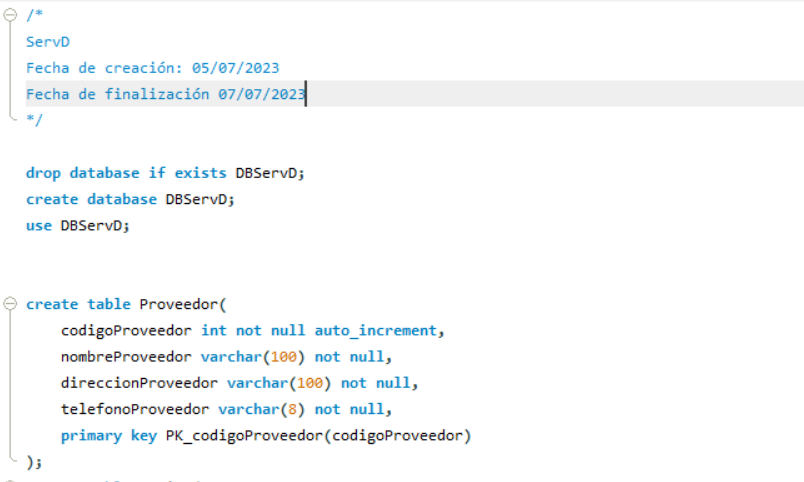 /*
ServD
Fecha de creación: 05/07/2023
Fecha de finalización 07/07/2023
*/
drop database if exists DBServD;
create database DBServD;
use DBServD;
create table Proveedor(
codigoProveedor int not null auto_increment,
nombreProveedor varchar(100) not null,
direccionProveedor varchar(100) not null,
telefonoProveedor varchar(8) not null,
primary key PK_codigoProveedor(codigoProveedor)
);